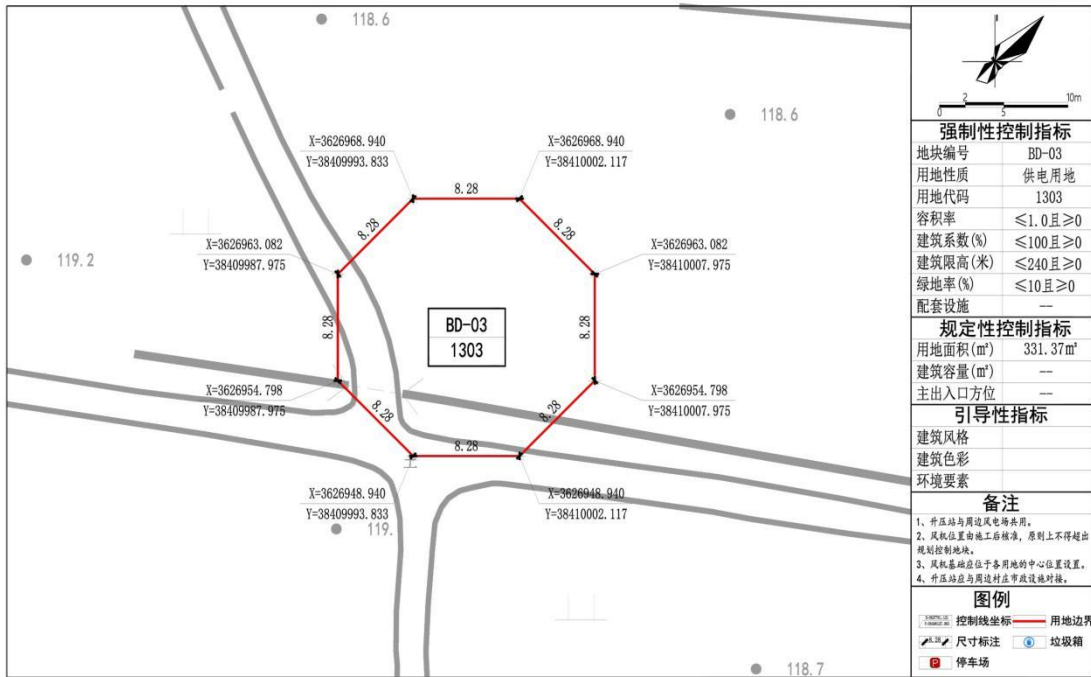 118.6
118.6
X=3626968.940
Y=38409993.833
X=3626968.940
Y=38410002.117
8.28
8.28
8.28
X=3626963.082
Y=38409987.975
X=3626963.082
Y=38410007.975
119.2
8.28
BD-03
1303
8.28
X=3626954.798
Y=38409987.975
X=3626954.798
Y=38410007.975
8.28
8.28
8.28
X=3626948.940
Y=38409993.833
X=3626948.940
Y=38410002.117
119.
118.7
0 2 5 10m
强制性控制指标
地块编号 BD-03
用地性质 供电用地
用地代码 1303
容积率 ≤1.0且≥0
建筑系数(%) ≤100且≥0
建筑限高(米) ≤240且≥0
绿地率(%) ≤10且≥0
配套设施 --
规定性控制指标
用地面积(㎡) 331.37㎡
建筑容量(㎡) --
主出入口方位 --
引导性指标
建筑风格
建筑色彩
环境要素
备注
1、升压站与周边风电场共用。
2、风机位置由施工后核准，原则上不得超出
规划控制地块。
3、风机基础应位于各用地的中心位置设置。
4、升压站应与周边村庄市政设施对接。
图例
控制线坐标 用地边界
8.28 尺寸标注 垃圾箱
P 停车场